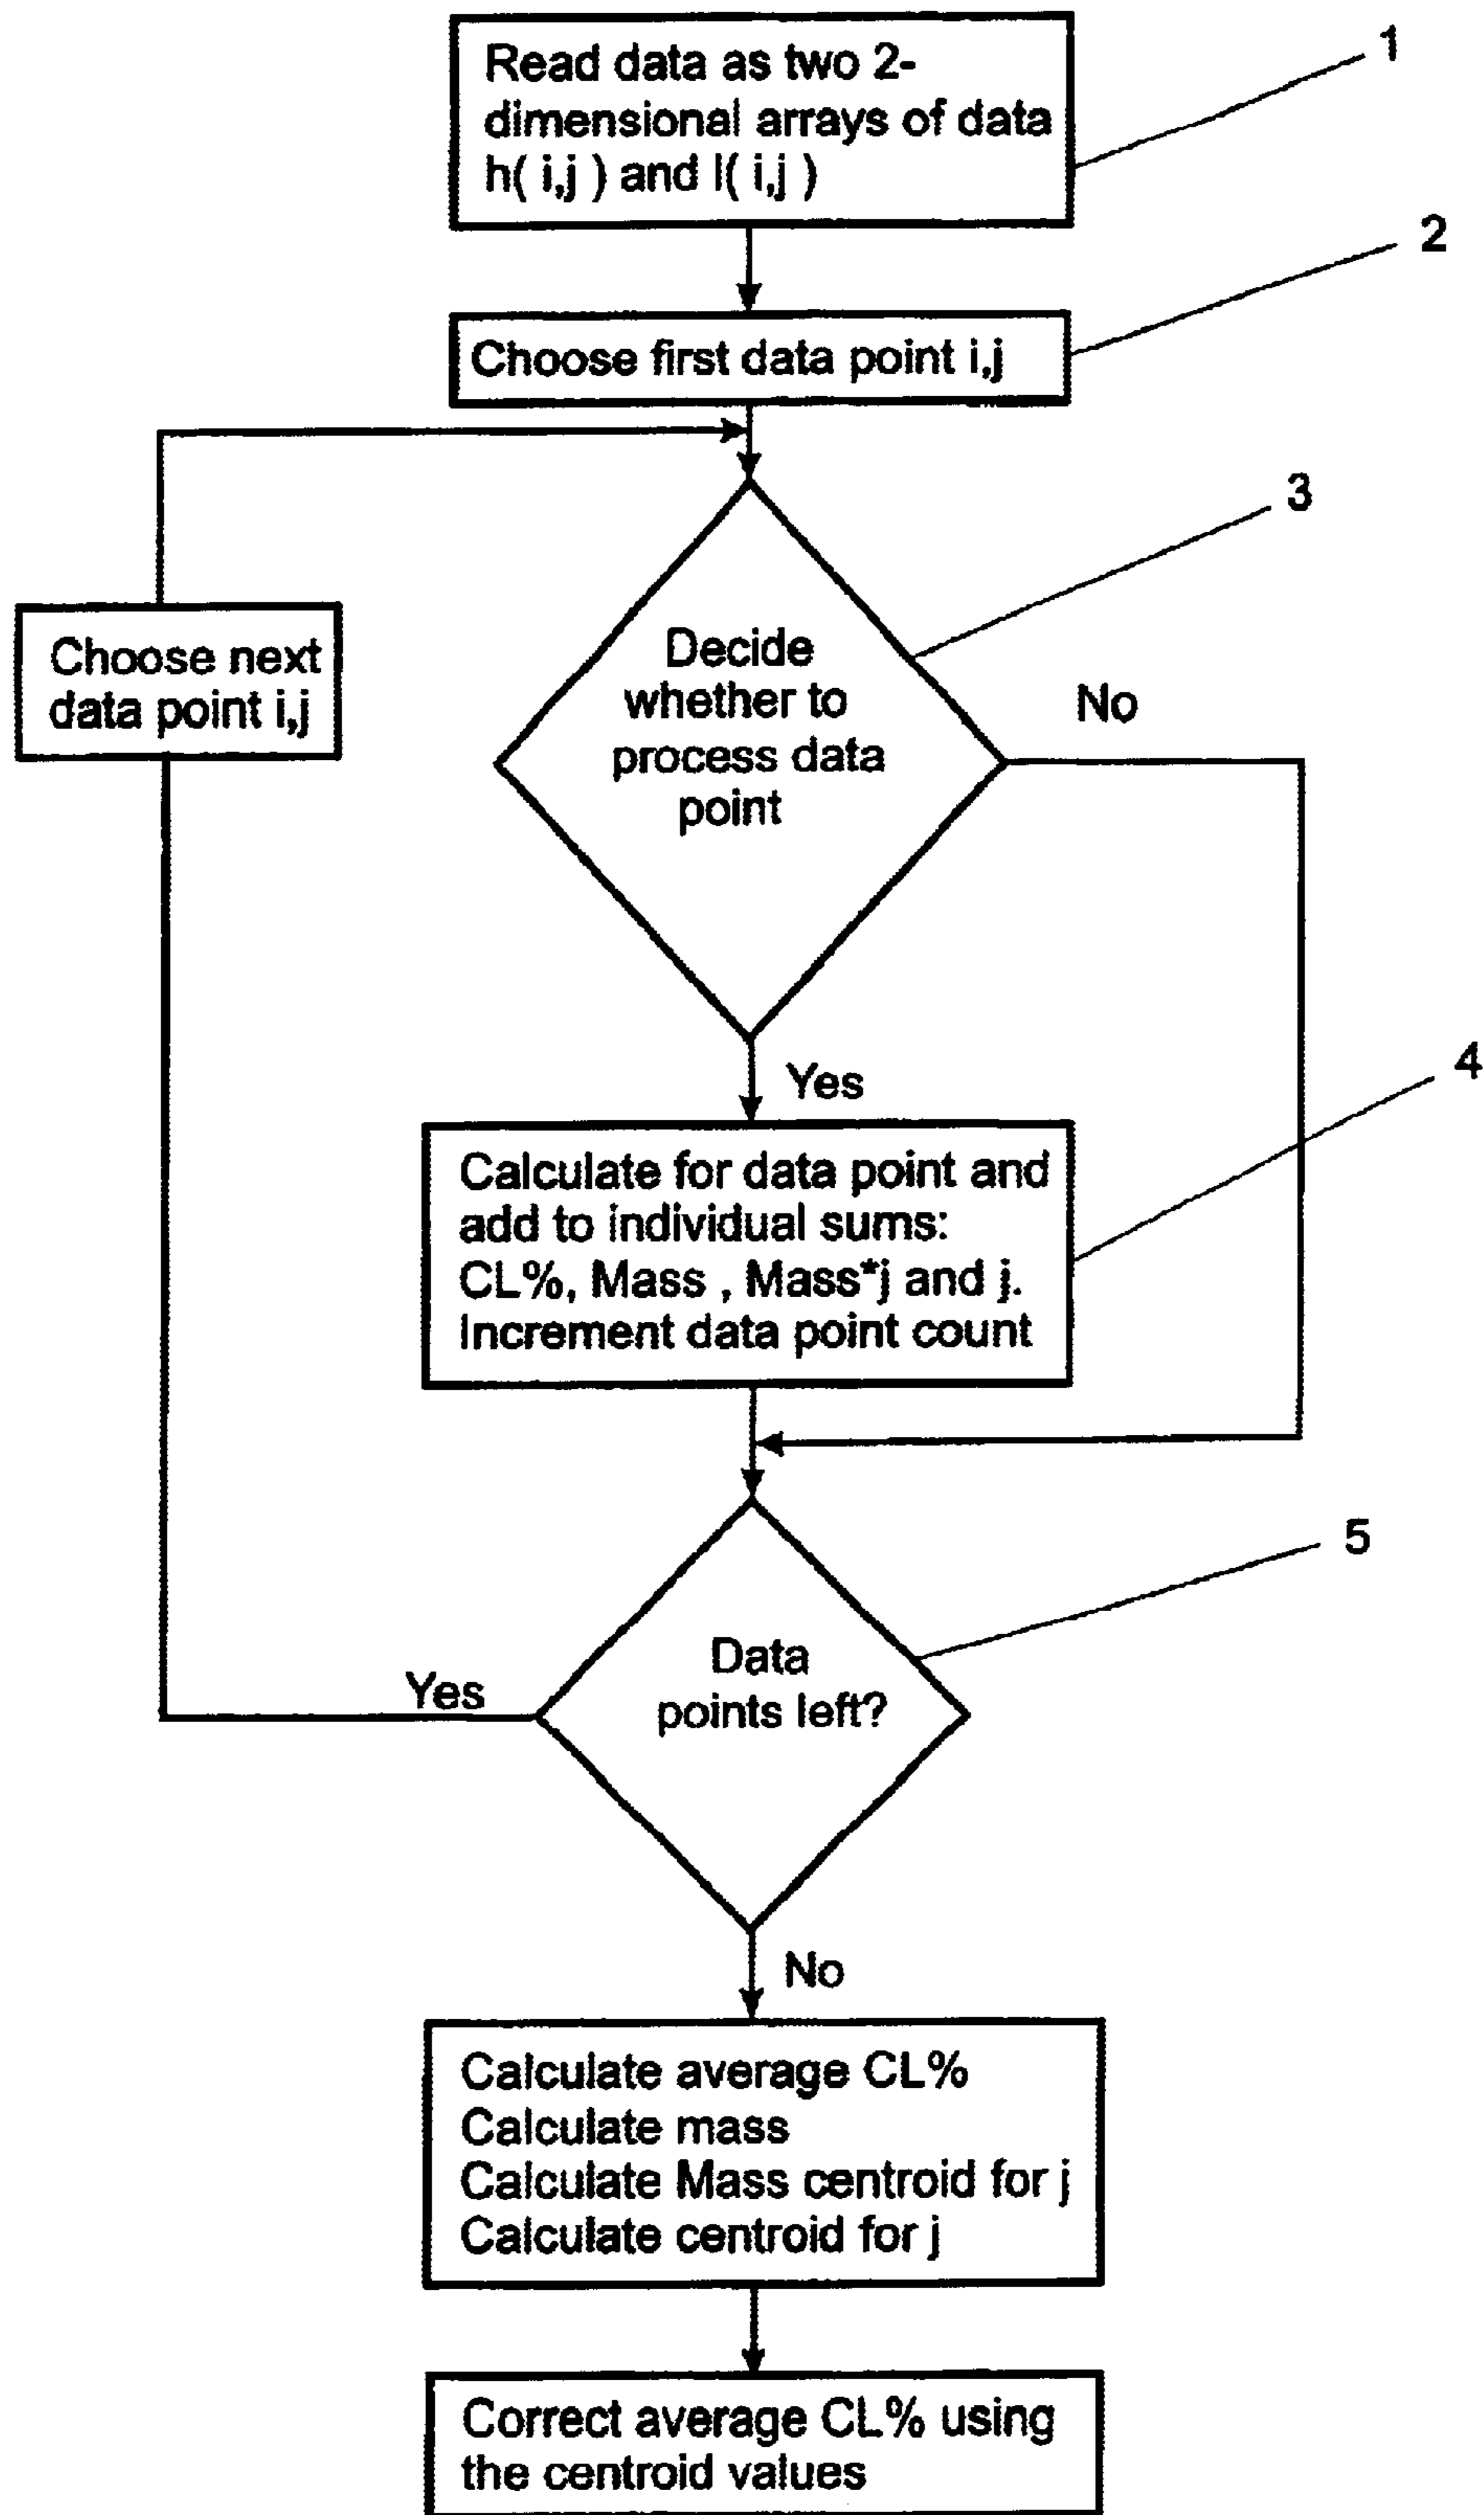 Read data as two 2-
dimensional arrays of data
h( i,j ) and l( i,j )
1
Choose first data point i,j
2
3
Decide
whether to
process data
point
No
Choose next
data point i,j
Yes
4
Calculate for data point and
add to individual sums:
CL%, Mass , Mass*j and j.
Increment data point count
5
Data
points left?
Yes
No
Calculate average CL%
Calculate mass
Calculate Mass centroid for j
Calculate centroid for j
Correct average CL% using
the centroid values